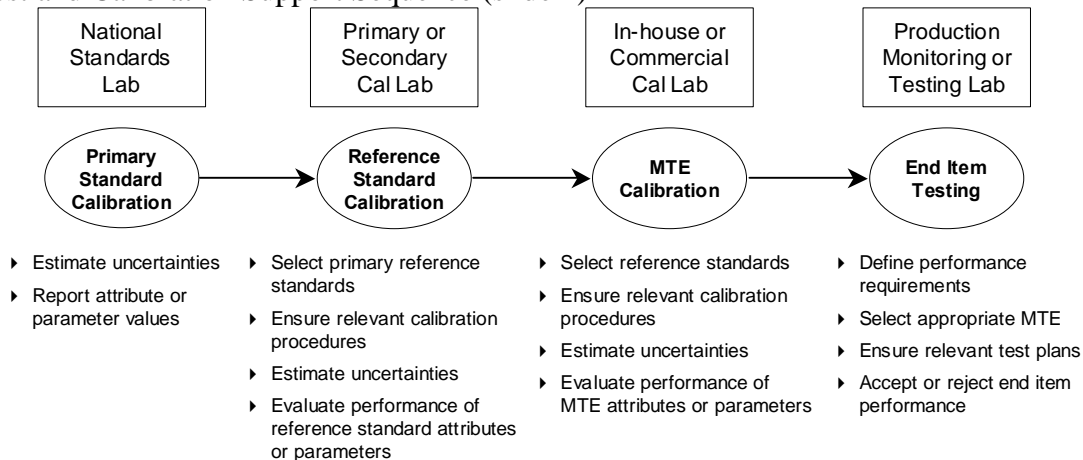 and Calibration Support Sequence
National
Standards
Lab
Primary or
Secondary
Cal Lab
In-house or
Commercial
Cal Lab
Production
Monitoring or
Testing Lab
Primary
Standard
Calibration
Reference
Standard
Calibration
MTE
Calibration
End Item
Testing
Estimate uncertainties
Report attribute or
parameter values
Select primary reference
standards
Ensure relevant calibration
procedures
Estimate uncertainties
Evaluate performance of
reference standard attributes
or parameters
Select reference standards
Ensure relevant calibration
procedures
Estimate uncertainties
Evaluate performance of
MTE attributes or parameters
Define performance
requirements
Select appropriate MTE
Ensure relevant test plans
Accept or reject end item
performance